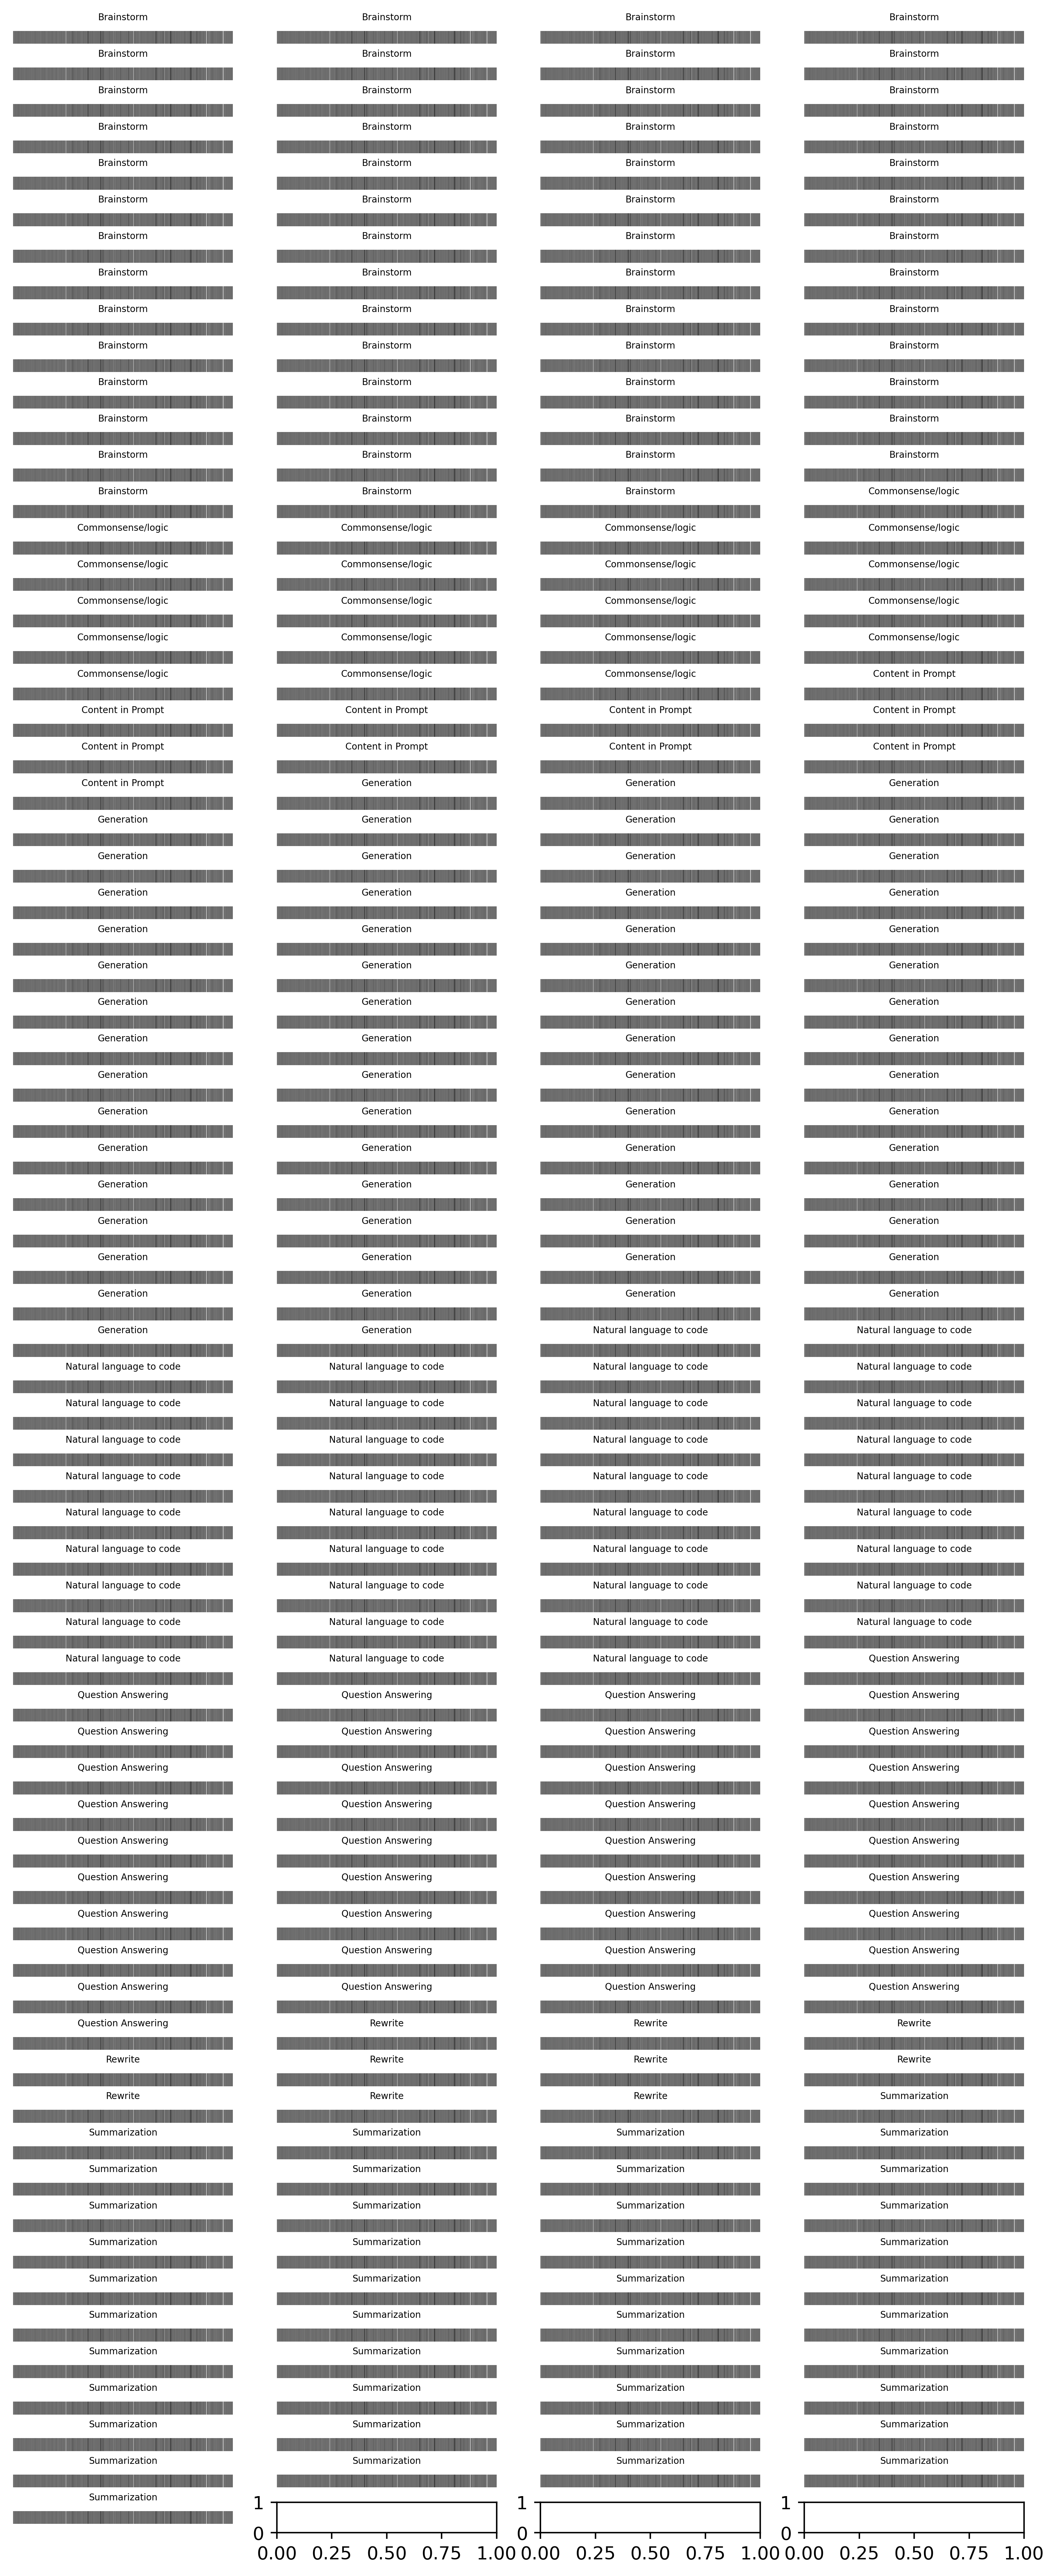 Brainstorm Brainstorm Brainstorm Brainstorm
Brainstorm Brainstorm Brainstorm Brainstorm
Brainstorm Brainstorm Brainstorm Brainstorm
Brainstorm Brainstorm Brainstorm Brainstorm
Brainstorm Brainstorm Brainstorm Brainstorm
Brainstorm Brainstorm Brainstorm Brainstorm
Brainstorm Brainstorm Brainstorm Brainstorm
Brainstorm Brainstorm Brainstorm Brainstorm
Brainstorm Brainstorm Brainstorm Brainstorm
Brainstorm Brainstorm Brainstorm Brainstorm
Brainstorm Brainstorm Brainstorm Brainstorm
Brainstorm Brainstorm Brainstorm Brainstorm
Brainstorm Brainstorm Brainstorm Brainstorm
Brainstorm Brainstorm Brainstorm Commonsense/logic
Commonsense/logic Commonsense/logic Commonsense/logic Commonsense/logic
Commonsense/logic Commonsense/logic Commonsense/logic Commonsense/logic
Commonsense/logic Commonsense/logic Commonsense/logic Commonsense/logic
Commonsense/logic Commonsense/logic Commonsense/logic Commonsense/logic
Commonsense/logic Commonsense/logic Commonsense/logic Content in Prompt
Content in Prompt Content in Prompt Content in Prompt Content in Prompt
Content in Prompt Content in Prompt Content in Prompt Content in Prompt
Content in Prompt Generation Generation Generation
Generation Generation Generation Generation
Generation Generation Generation Generation
Generation Generation Generation Generation
Generation Generation Generation Generation
Generation Generation Generation Generation
Generation Generation Generation Generation
Generation Generation Generation Generation
Generation Generation Generation Generation
Generation Generation Generation Generation
Generation Generation Generation Generation
Generation Generation Generation Generation
Generation Generation Generation Generation
Generation Generation Generation Generation
Generation Generation Generation Generation
Generation Generation Natural language to code Natural language to code
Natural language to code Natural language to code Natural language to code Natural language to code
Natural language to code Natural language to code Natural language to code Natural language to code
Natural language to code Natural language to code Natural language to code Natural language to code
Natural language to code Natural language to code Natural language to code Natural language to code
Natural language to code Natural language to code Natural language to code Natural language to code
Natural language to code Natural language to code Natural language to code Natural language to code
Natural language to code Natural language to code Natural language to code Natural language to code
Natural language to code Natural language to code Natural language to code Natural language to code
Natural language to code Natural language to code Natural language to code Question Answering
Question Answering Question Answering Question Answering Question Answering
Question Answering Question Answering Question Answering Question Answering
Question Answering Question Answering Question Answering Question Answering
Question Answering Question Answering Question Answering Question Answering
Question Answering Question Answering Question Answering Question Answering
Question Answering Question Answering Question Answering Question Answering
Question Answering Question Answering Question Answering Question Answering
Question Answering Question Answering Question Answering Question Answering
Question Answering Question Answering Question Answering Question Answering
Question Answering Rewrite Rewrite Rewrite
Rewrite Rewrite Rewrite Rewrite
Rewrite Rewrite Rewrite Summarization
Summarization Summarization Summarization Summarization
Summarization Summarization Summarization Summarization
Summarization Summarization Summarization Summarization
Summarization Summarization Summarization Summarization
Summarization Summarization Summarization Summarization
Summarization Summarization Summarization Summarization
Summarization Summarization Summarization Summarization
Summarization Summarization Summarization Summarization
Summarization Summarization Summarization Summarization
Summarization Summarization Summarization Summarization
Summarization
1 1 1
0 0 0
0.00 0.25 0.50 0.75 1.00 0.00 0.25 0.50 0.75 1.00 0.00 0.25 0.50 0.75 1.00